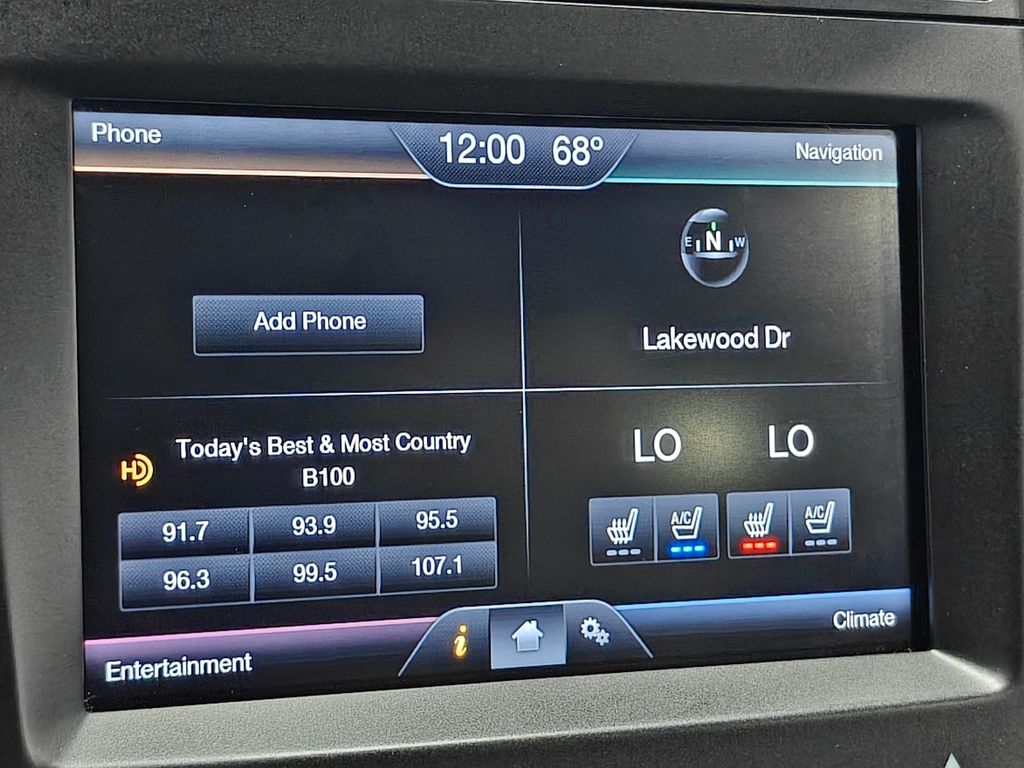 Phone
12:00 68º
Navigation
E N W
Add Phone
Lakewood Dr
HD
Today's Best & Most Country
B100
91.7 93.9 95.5
96.3 99.5 107.1
LO LO
A/C A/C
Entertainment
i
Climate